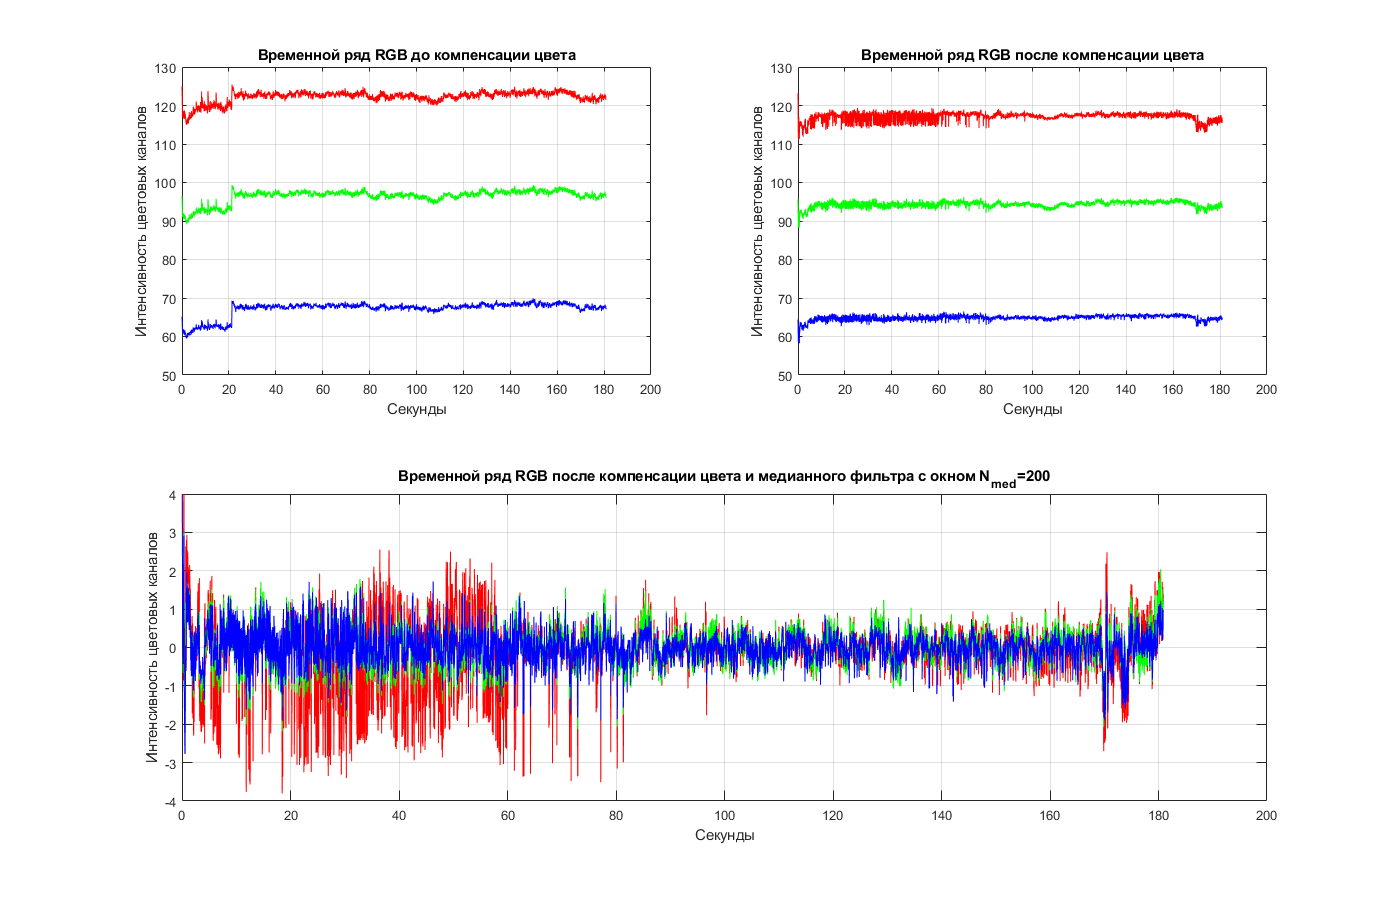 Временной ряд RGB до компенсации цвета
Интенсивность цветовых каналов
130
120
110
100
90
80
70
60
50
0 20 40 60 80 100 120 140 160 180 200
Секунды
Временной ряд RGB после компенсации цвета
Интенсивность цветовых каналов
130
120
110
100
90
80
70
60
50
0 20 40 60 80 100 120 140 160 180 200
Секунды
Временной ряд RGB после компенсации цвета и медианного фильтра с окном N_med=200
Интенсивность цветовых каналов
4
3
2
1
0
-1
-2
-3
-4
0 20 40 60 80 100 120 140 160 180 200
Секунды